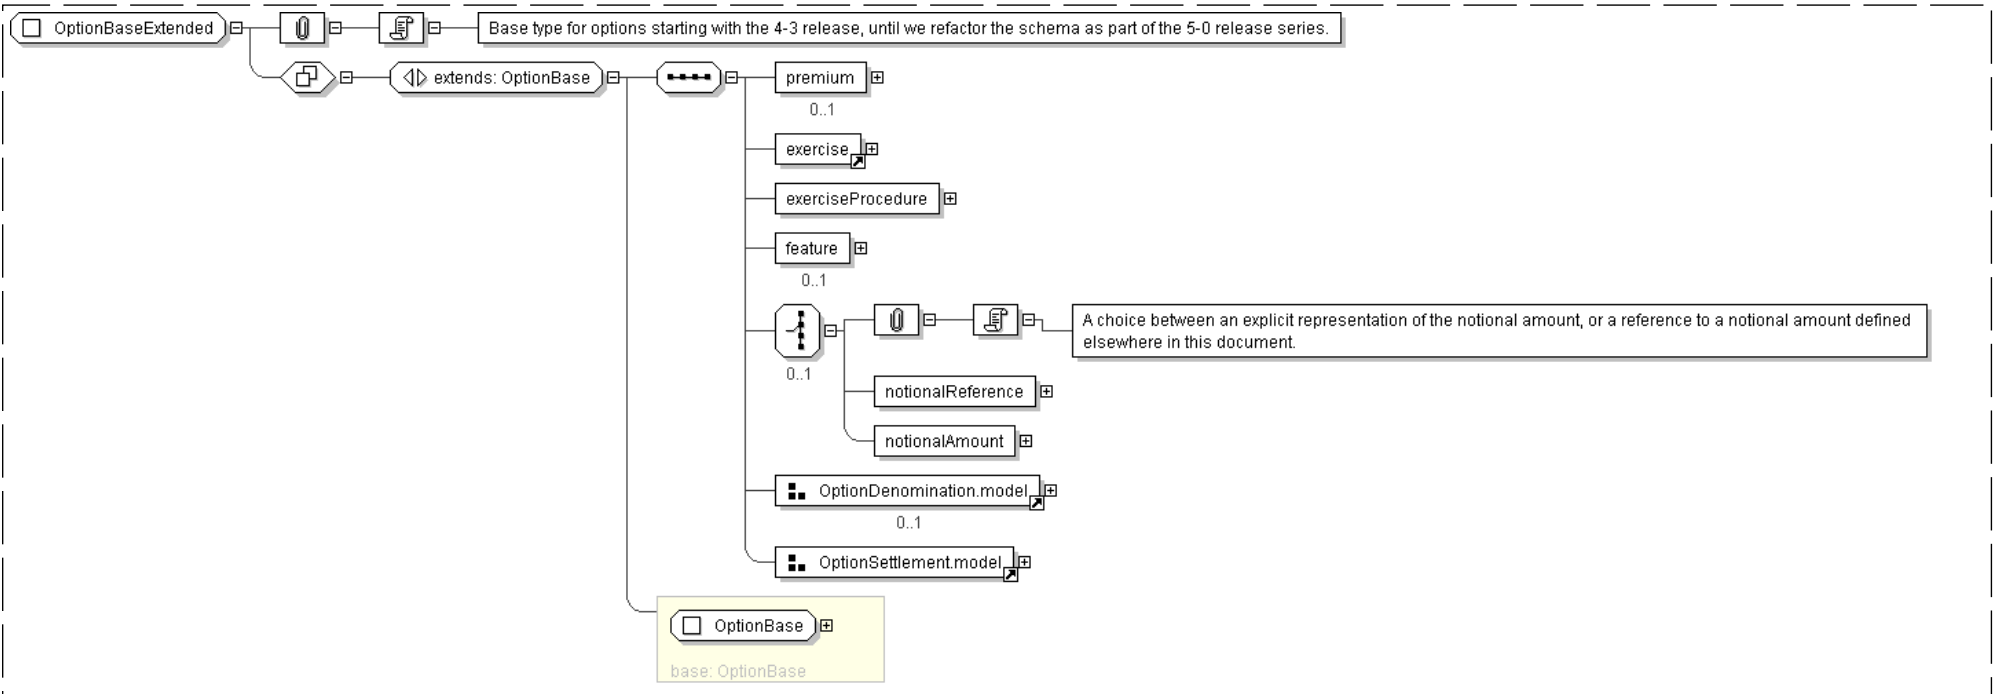 OptionBaseExtended
Base type for options starting with the 4-3 release, until we refactor the schema as part of the 5-0 release series.
extends: OptionBase
premium
0..1
exercise
exerciseProcedure
feature
0..1
A choice between an explicit representation of the notional amount, or a reference to a notional amount defined
elsewhere in this document.
0..1
notionalReference
notionalAmount
OptionDenomination.model
0..1
OptionSettlement.model
OptionBase
base: OptionBase